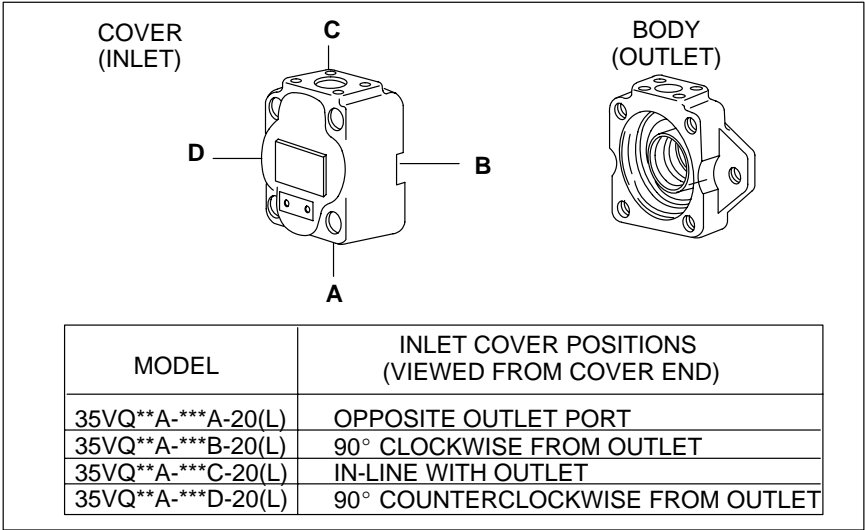 COVER
(INLET)
C
BODY
(OUTLET)
D
B
A
MODEL
INLET COVER POSITIONS
(VIEWED FROM COVER END)
35VQ**A-***A-20(L) OPPOSITE OUTLET PORT
35VQ**A-***B-20(L) 90° CLOCKWISE FROM OUTLET
35VQ**A-***C-20(L) IN-LINE WITH OUTLET
35VQ**A-***D-20(L) 90° COUNTERCLOCKWISE FROM OUTLET